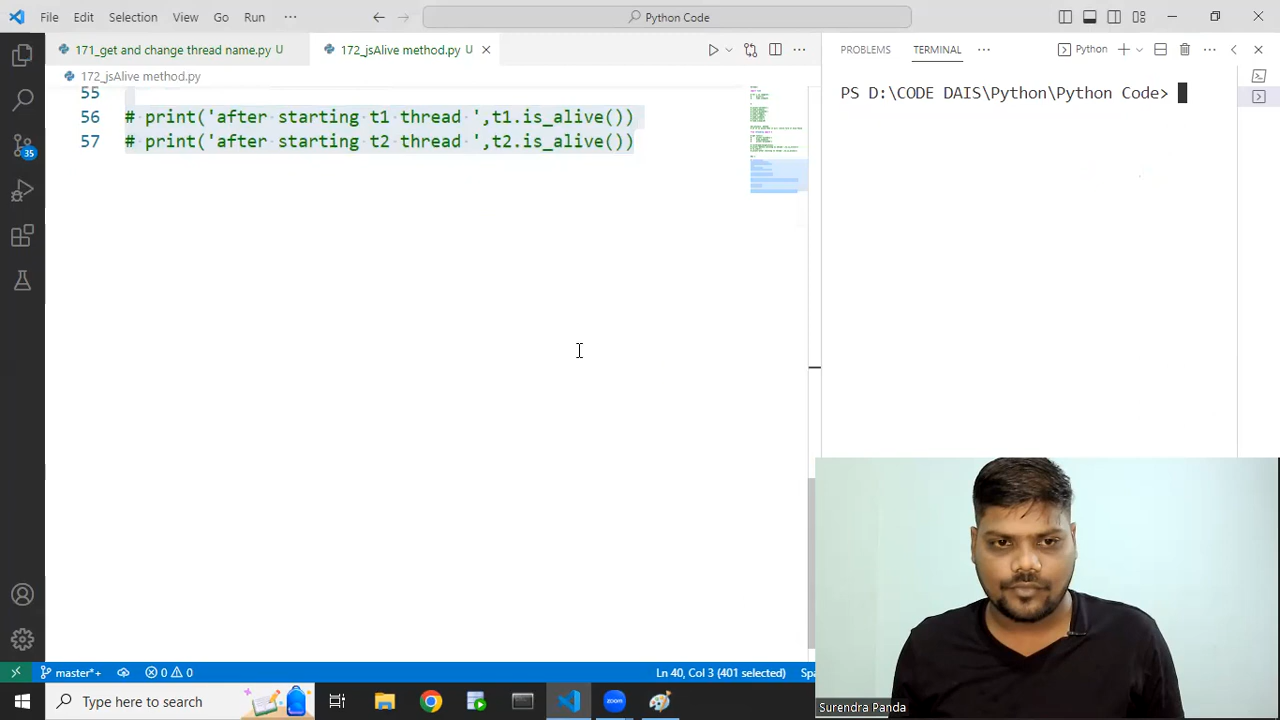 File Edit Selection View Go Run ···
Python Code
171_get and change thread name.py U
172_jsAlive method.py U
PROBLEMS TERMINAL ··· Python
172_jsAlive method.py
PS D:\CODE DAIS\Python\Python Code>
55
56 # print('after starting t1 thread ',t1.is_alive())
57 # print('after starting t2 thread ',t2.is_alive())
35
Surendra Panda
master*+ 0 0 Ln 40, Col 3 (401 selected)
Type here to search
zoom